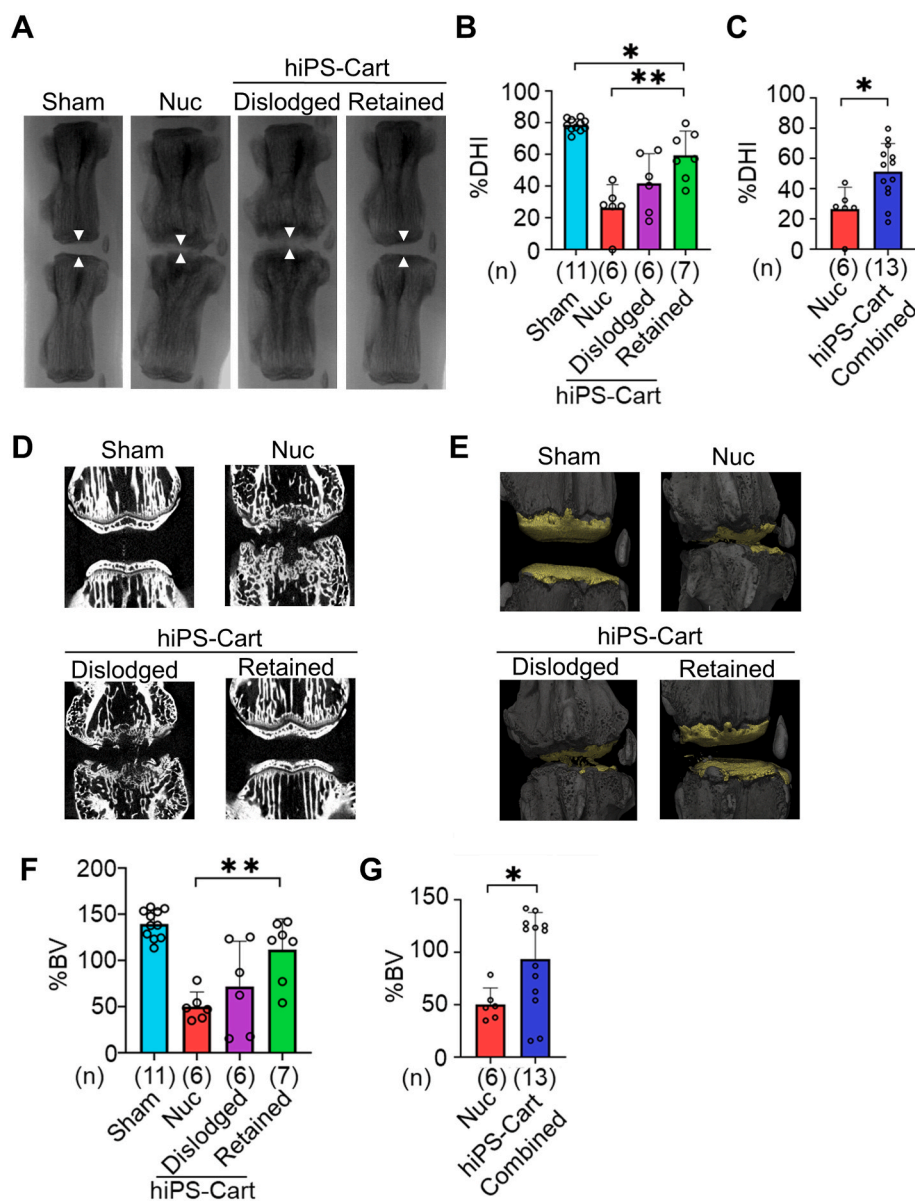 A
hiPS-Cart
Sham Nuc Dislodged Retained
B
* 
**
%DHI
100
80
60
40
20
0
(n) (11) (6) (6) (7)
Sham Nuc Dislodged Retained
hiPS-Cart
C
*
%DHI
100
80
60
40
20
0
(n) (6) (13)
Nuc hiPS-Cart
Combined
D
Sham Nuc
hiPS-Cart
Dislodged Retained
E
Sham Nuc
hiPS-Cart
Dislodged Retained
F
**
%BV
200
150
100
50
0
(n) (11) (6) (6) (7)
Sham Nuc Dislodged Retained
hiPS-Cart
G
*
%BV
150
100
50
0
(n) (6) (13)
Nuc hiPS-Cart
Combined